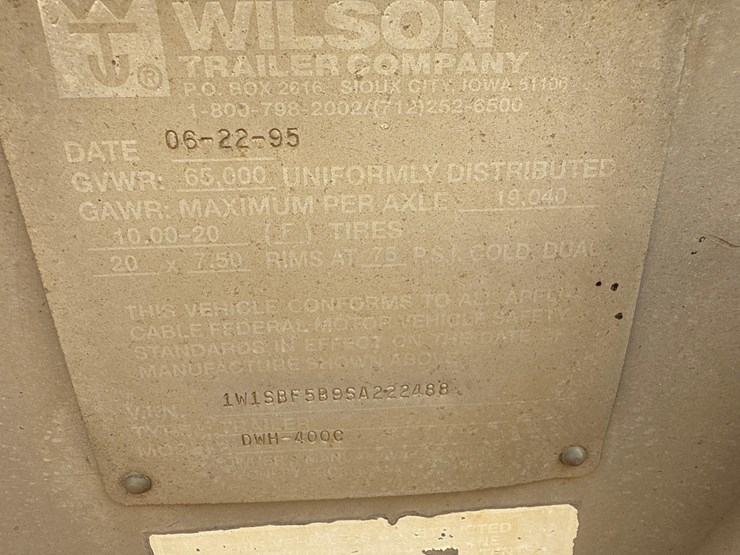 WILSON
TRAILER COMPANY
P.O. BOX 2616 SIOUX CITY, IOWA 51106
1-800-798-2002/(712)252-6500
DATE 06-22-95
GVWR: 65,000 UNIFORMLY DISTRIBUTED
GAWR: MAXIMUM PER AXLE 19,040
10.00-20 (F) TIRES
20 x 7.50 RIMS AT 75 P.S.I. COLD, DUAL
THIS VEHICLE CONFORMS TO ALL APPLI-
CABLE FEDERAL MOTOR VEHICLE SAFETY
STANDARDS IN EFFECT ON THE DATE OF
MANUFACTURE SHOWN ABOVE
V.I.N. 1W1SBF5B9SA222488
DWH-400C